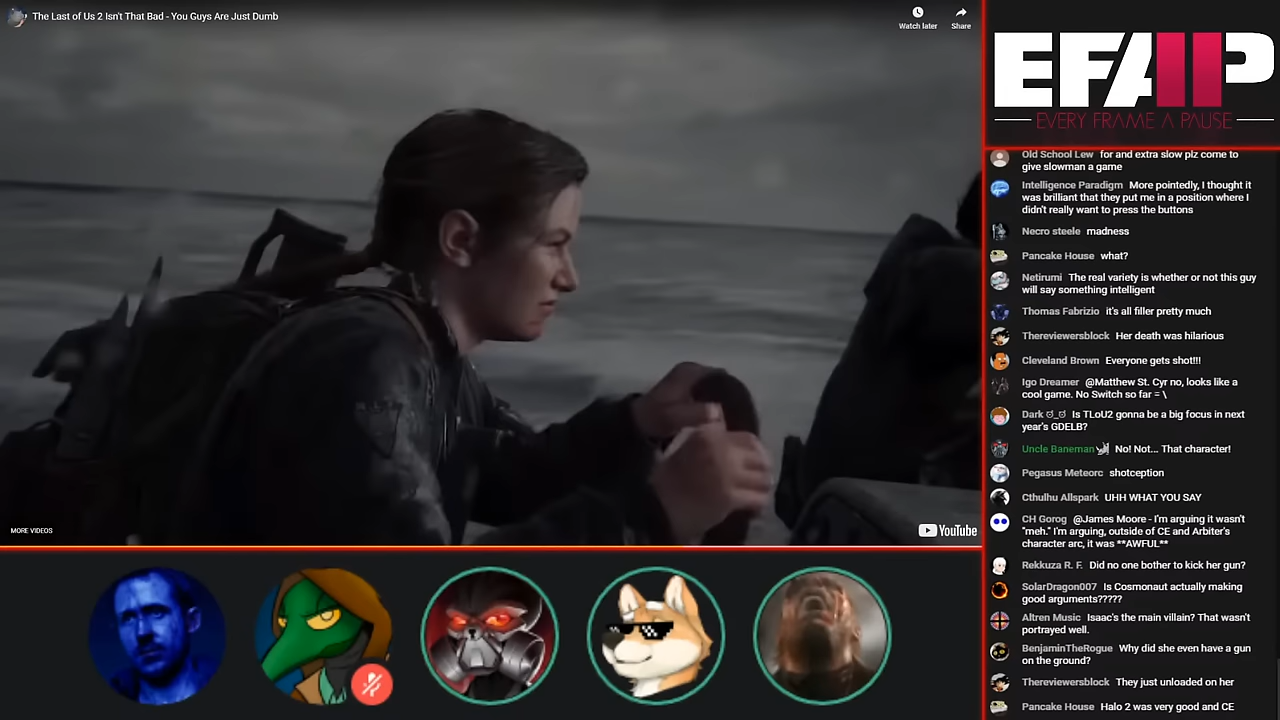 The Last of Us 2 Isn't That Bad - You Guys Are Just Dumb
Watch later
Share
MORE VIDEOS
YouTube
EFAP
EVERY FRAME A PAUSE
Old School Lew for and extra slow plz come to
give slowman a game
Intelligence Paradigm More pointedly, I thought it
was brilliant that they put me in a position where I
didn't really want to press the buttons
Necro steele madness
Pancake House what?
Netirumi The real variety is whether or not this guy
will say something intelligent
Thomas Fabrizio it's all filler pretty much
Thereviewersblock Her death was hilarious
Cleveland Brown Everyone gets shot!!!
Igo Dreamer @Matthew St. Cyr no, looks like a
cool game. No Switch so far = \
Dark ಠ_ಠ Is TLoU2 gonna be a big focus in next
year's GDELB?
Uncle Baneman No! Not... That character!
Pegasus Meteorc shotception
Cthulhu Allspark UHH WHAT YOU SAY
CH Gorog @James Moore - I'm arguing it wasn't
"meh." I'm arguing, outside of CE and Arbiter's
character arc, it was **AWFUL**
Rekkuza R. F. Did no one bother to kick her gun?
SolarDragon007 Is Cosmonaut actually making
good arguments?????
Altren Music Isaac's the main villain? That wasn't
portrayed well.
BenjaminTheRogue Why did she even have a gun
on the ground?
Thereviewersblock They just unloaded on her
Pancake House Halo 2 was very good and CE